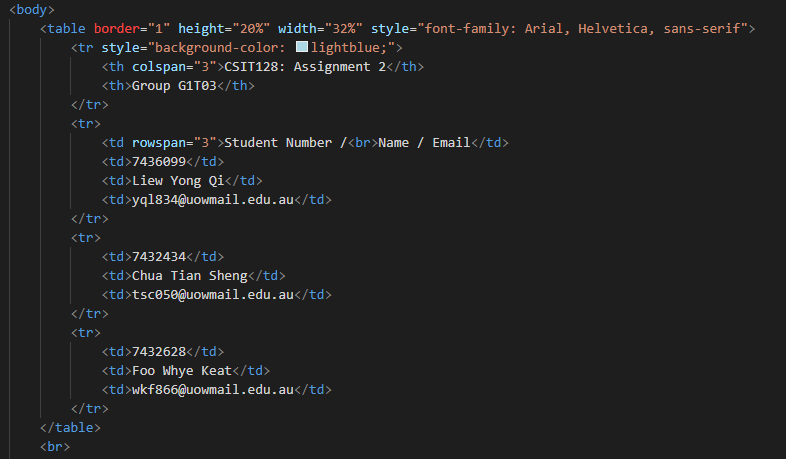 <body>
<table border="1" height="20%" width="32%" style="font-family: Arial, Helvetica, sans-serif">
<tr style="background-color: lightblue;">
<th colspan="3">CSIT128: Assignment 2</th>
<th>Group G1T03</th>
</tr>
<tr>
<td rowspan="3">Student Number /<br>Name / Email</td>
<td>7436099</td>
<td>Liew Yong Qi</td>
<td>yql834@uowmail.edu.au</td>
</tr>
<tr>
<td>7432434</td>
<td>Chua Tian Sheng</td>
<td>tsc050@uowmail.edu.au</td>
</tr>
<tr>
<td>7432628</td>
<td>Foo Whye Keat</td>
<td>wkf866@uowmail.edu.au</td>
</tr>
</table>
<br>